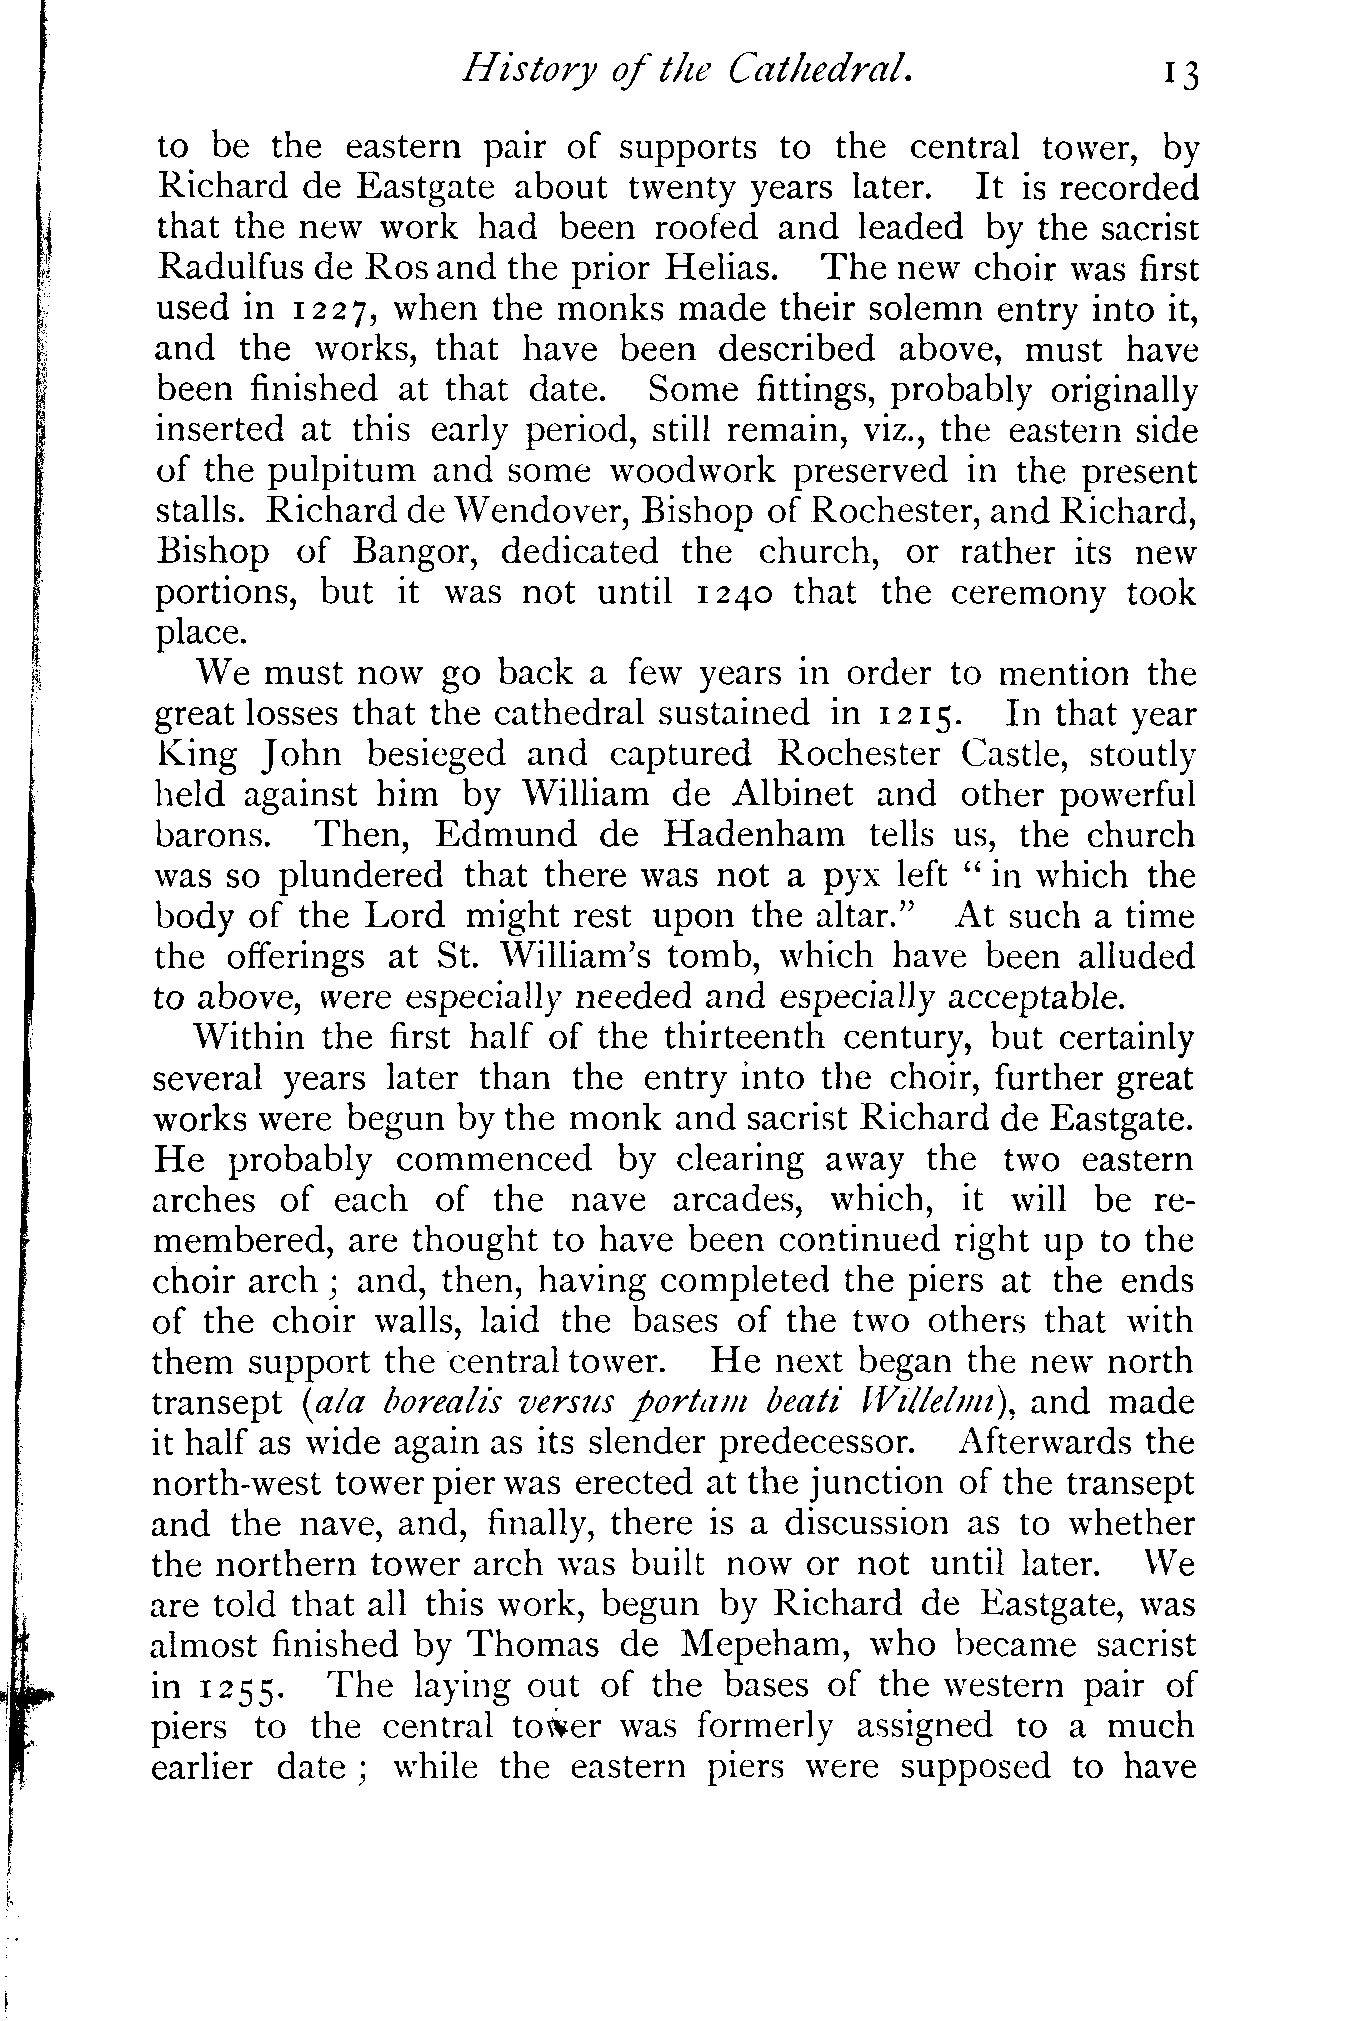 History of the Cathedral. 13
to be the eastern pair of supports to the central tower, by
Richard de Eastgate about twenty years later. It is recorded
that the new work had been roofed and leaded by the sacrist
Radulfus de Ros and the prior Helias. The new choir was first
used in 1227, when the monks made their solemn entry into it,
and the works, that have been described above, must have
been finished at that date. Some fittings, probably originally
inserted at this early period, still remain, viz., the eastern side
of the pulpitum and some woodwork preserved in the present
stalls. Richard de Wendover, Bishop of Rochester, and Richard,
Bishop of Bangor, dedicated the church, or rather its new
portions, but it was not until 1240 that the ceremony took
place.
We must now go back a few years in order to mention the
great losses that the cathedral sustained in 1215. In that year
King John besieged and captured Rochester Castle, stoutly
held against him by William de Albinet and other powerful
barons. Then, Edmund de Hadenham tells us, the church
was so plundered that there was not a pyx left "in which the
body of the Lord might rest upon the altar." At such a time
the offerings at St. William's tomb, which have been alluded
to above, were especially needed and especially acceptable.
Within the first half of the thirteenth century, but certainly
several years later than the entry into the choir, further great
works were begun by the monk and sacrist Richard de Eastgate.
He probably commenced by clearing away the two eastern
arches of each of the nave arcades, which, it will be re-
membered, are thought to have been continued right up to the
choir arch ; and, then, having completed the piers at the ends
of the choir walls, laid the bases of the two others that with
them support the central tower. He next began the new north
transept (ala borealis versus portam beati Willelmi), and made
it half as wide again as its slender predecessor. Afterwards the
north-west tower pier was erected at the junction of the transept
and the nave, and, finally, there is a discussion as to whether
the northern tower arch was built now or not until later. We
are told that all this work, begun by Richard de Eastgate, was
almost finished by Thomas de Mepeham, who became sacrist
in 1255. The laying out of the bases of the western pair of
piers to the central tower was formerly assigned to a much
earlier date ; while the eastern piers were supposed to have